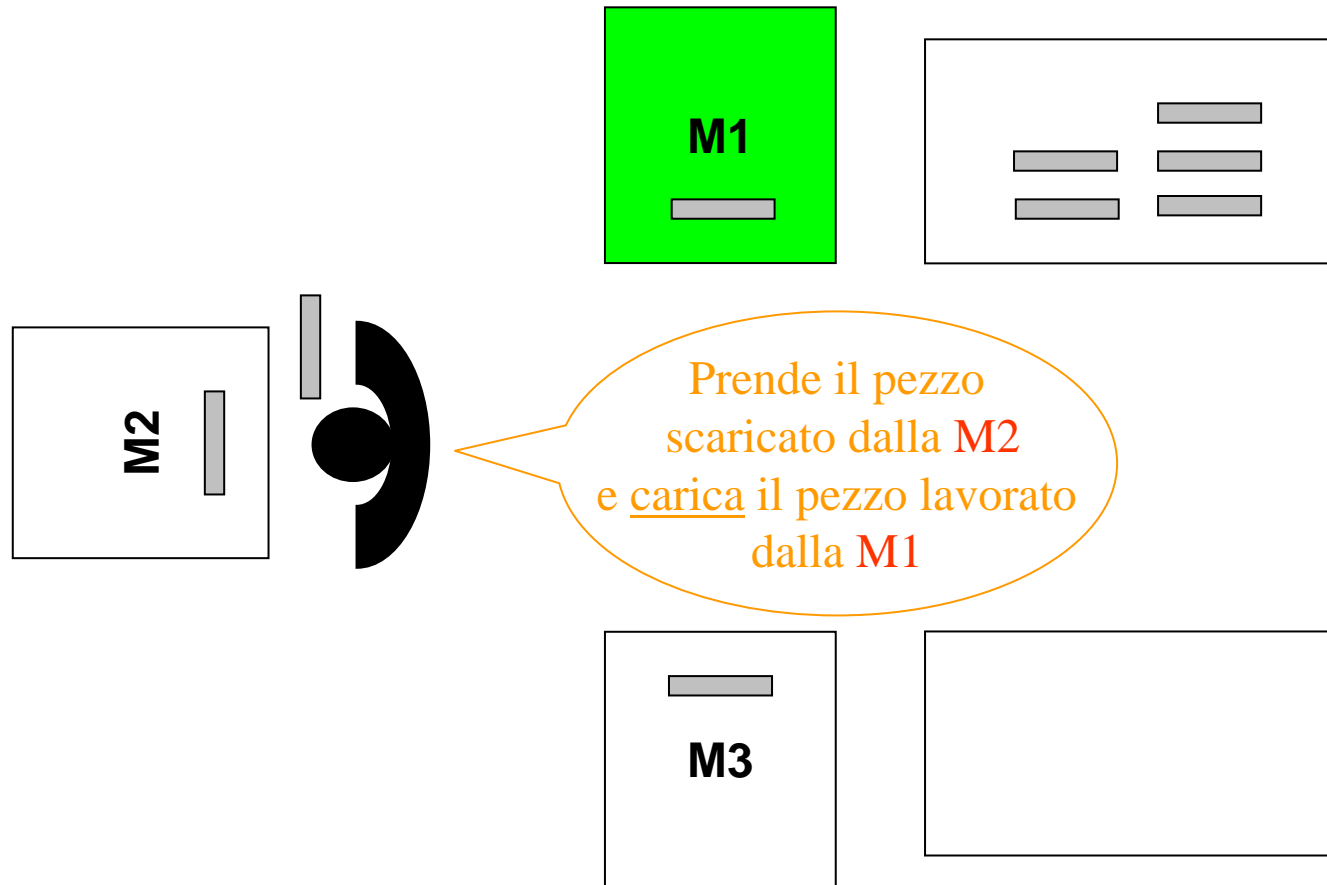 M1
M2
Prende il pezzo
scaricato dalla M2
e carica il pezzo lavorato
dalla M1
M3